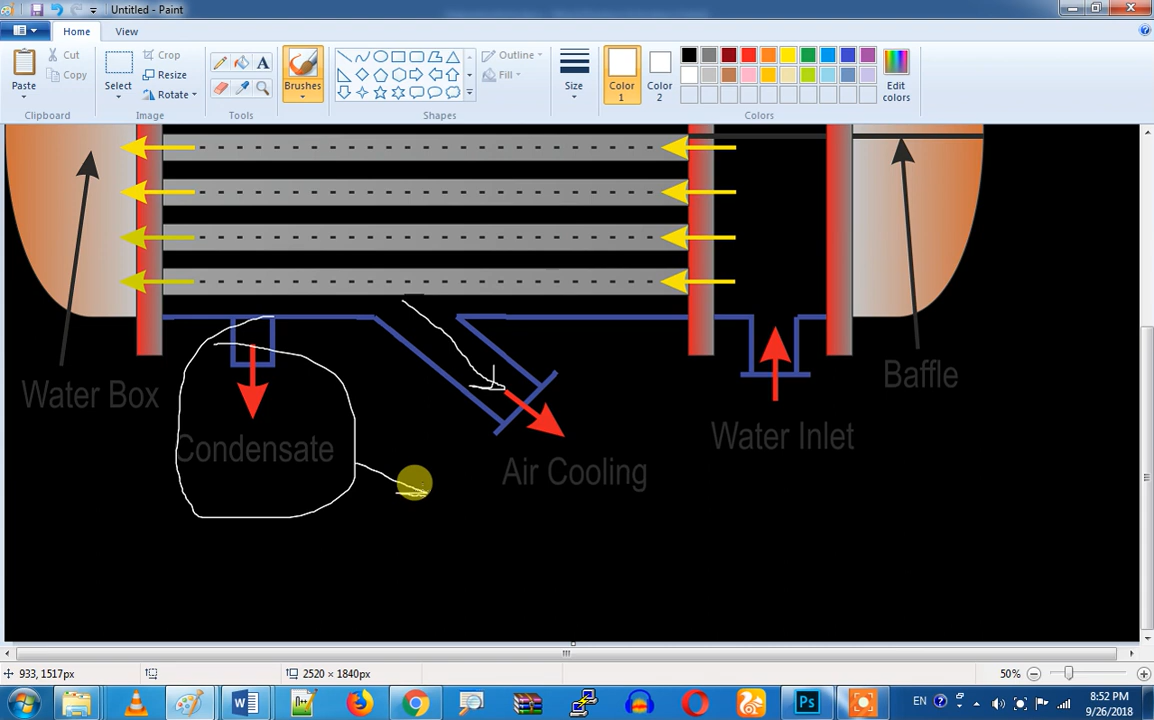 Untitled - Paint
Home
View
Paste
Cut
Copy
Clipboard
Select
Crop
Resize
Rotate
Image
Tools
Brushes
Shapes
Outline
Fill
Size
Color 1
Color 2
Edit colors
Colors
Water Box
Condensate
Air Cooling
Water Inlet
Baffle
933, 1517px
2520 × 1840px
50%
W
n++
Ps
EN
8:52 PM
9/26/2018